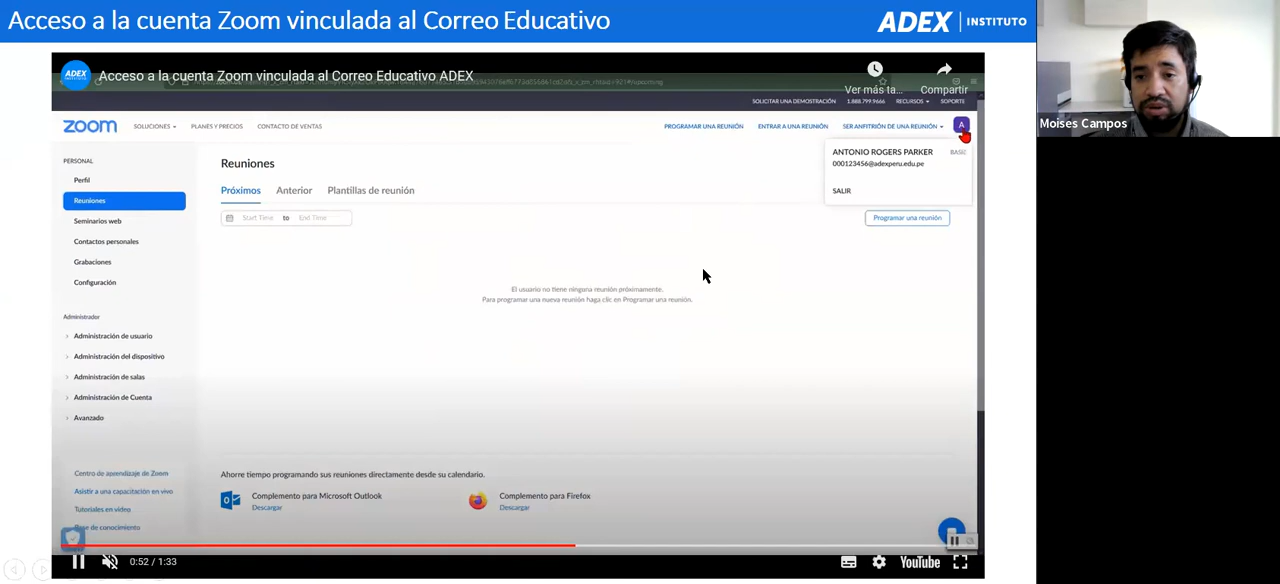 Acceso a la cuenta Zoom vinculada al Correo Educativo
ADEX INSTITUTO
ADEX
Acceso a la cuenta Zoom vinculada al Correo Educativo ADEX
Ver más ta...
Compartir
SOLICITAR UNA DEMOSTRACIÓN 1.888.799.9666 RECURSOS SOPORTE
zoom SOLUCIONES PLANES Y PRECIOS CONTACTO DE VENTAS PROGRAMAR UNA REUNIÓN ENTRAR A UNA REUNIÓN SER ANFITRIÓN DE UNA REUNIÓN A
Moises Campos
ANTONIO ROGERS PARKER BASIC
000123456@adexperu.edu.pe
SALIR
PERSONAL
Perfil
Reuniones
Seminarios web
Contactos personales
Grabaciones
Configuración
Administrador
Administración de usuario
Administración del dispositivo
Administración de salas
Administración de Cuenta
Avanzado
Centro de aprendizaje de Zoom
Asistir a una capacitación en vivo
Tutoriales en video
Base de conocimiento
Reuniones
Próximos Anterior Plantillas de reunión
Start Time to End Time
Programar una reunión
El usuario no tiene ninguna reunión próximamente.
Para programar una nueva reunión haga clic en Programar una reunión.
Ahorre tiempo programando sus reuniones directamente desde su calendario.
Complemento para Microsoft Outlook
Descargar
Complemento para Firefox
Descargar
0:52 / 1:33
YouTube